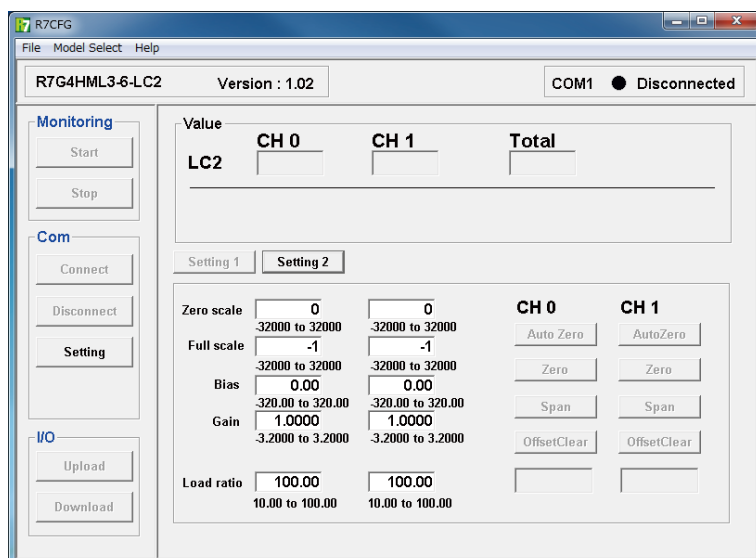 R7 R7CFG
File Model Select Help
R7G4HML3-6-LC2 Version : 1.02
COM1 Disconnected
Monitoring
Start
Stop
Com
Connect
Disconnect
Setting
I/O
Upload
Download
Value
CH 0 CH 1 Total
LC2
Setting 1 Setting 2
Zero scale 0 0
-32000 to 32000 -32000 to 32000
Full scale -1 -1
-32000 to 32000 -32000 to 32000
Bias 0.00 0.00
-320.00 to 320.00 -320.00 to 320.00
Gain 1.0000 1.0000
-3.2000 to 3.2000 -3.2000 to 3.2000
Load ratio 100.00 100.00
10.00 to 100.00 10.00 to 100.00
CH 0 CH 1
Auto Zero AutoZero
Zero Zero
Span Span
OffsetClear OffsetClear